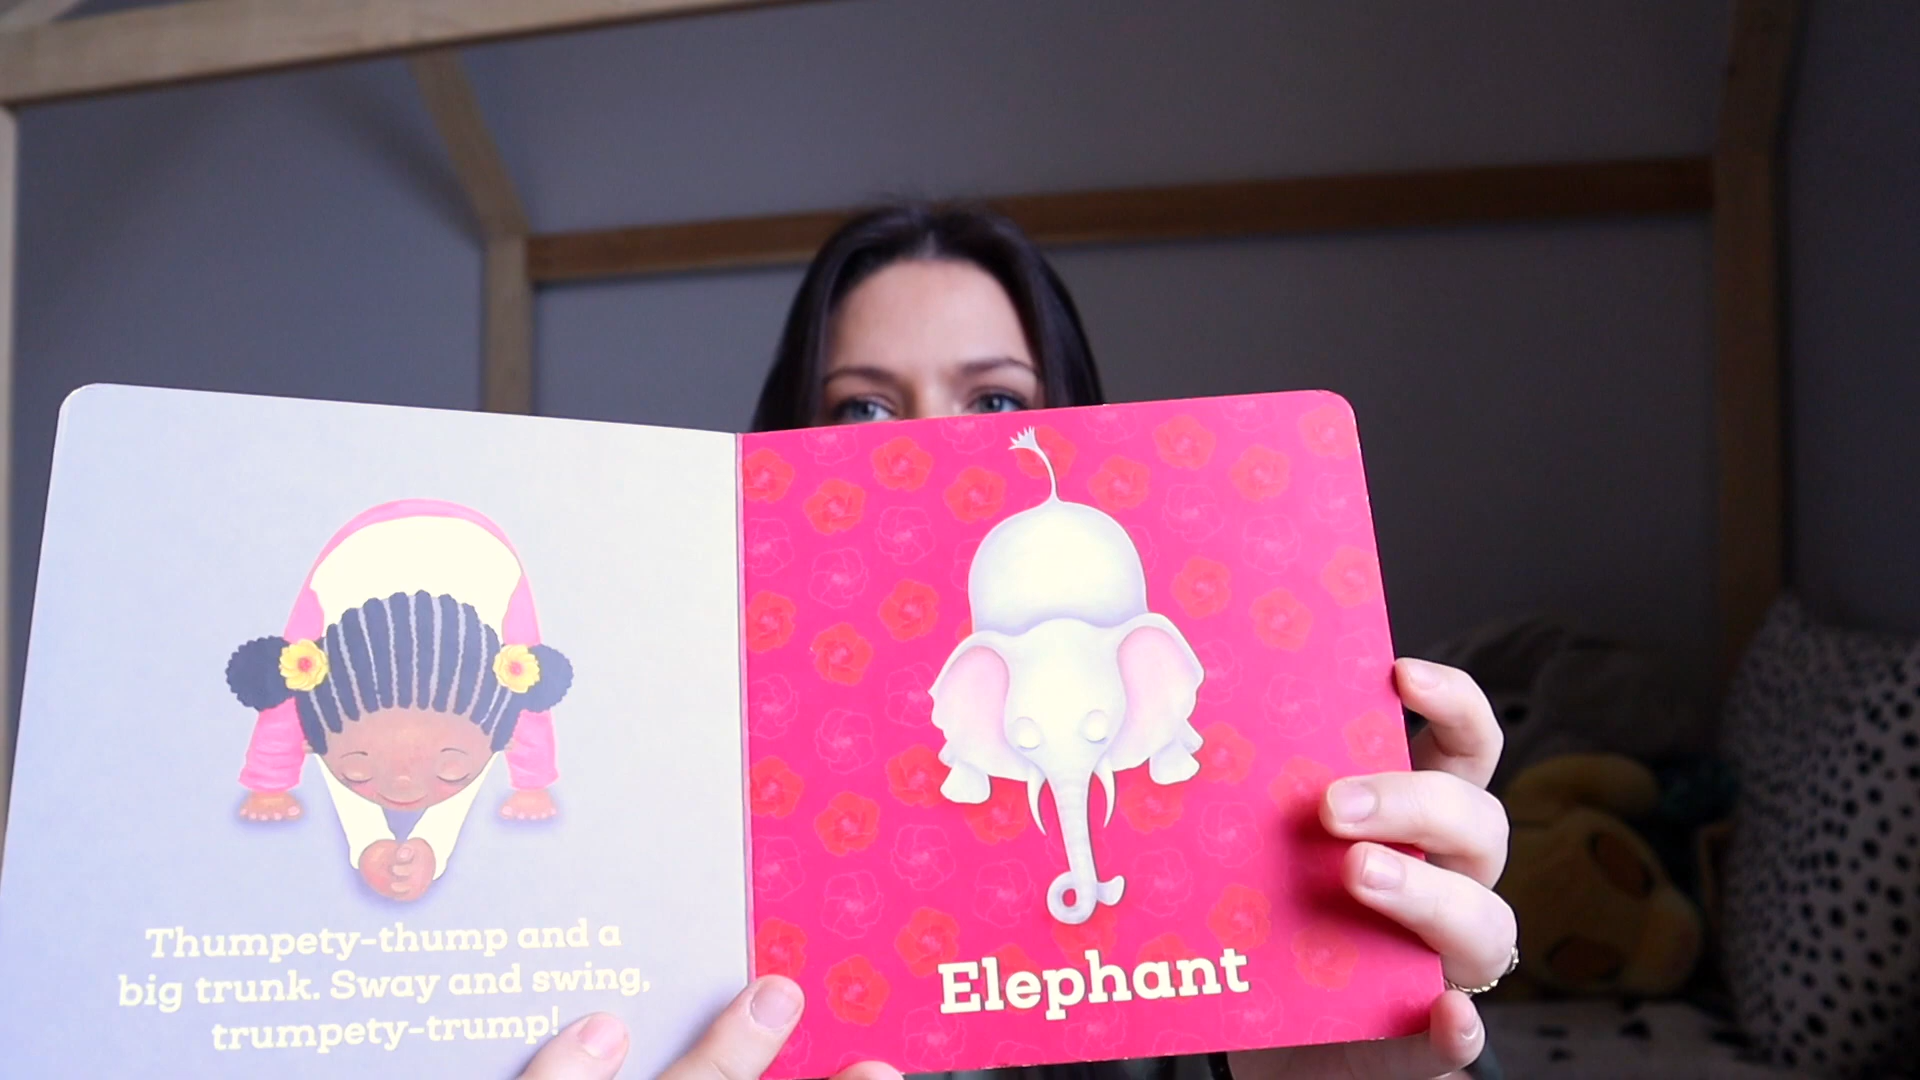 Thumpety-thump and a
big trunk. Sway and swing,
trumpety-trump!
Elephant